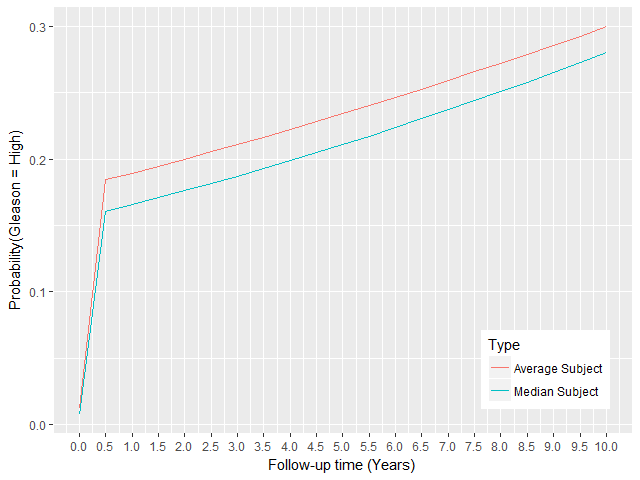 Probability(Gleason = High)
0.3
0.2
0.1
0.0
Type
Average Subject
Median Subject
0.0 0.5 1.0 1.5 2.0 2.5 3.0 3.5 4.0 4.5 5.0 5.5 6.0 6.5 7.0 7.5 8.0 8.5 9.0 9.5 10.0
Follow-up time (Years)